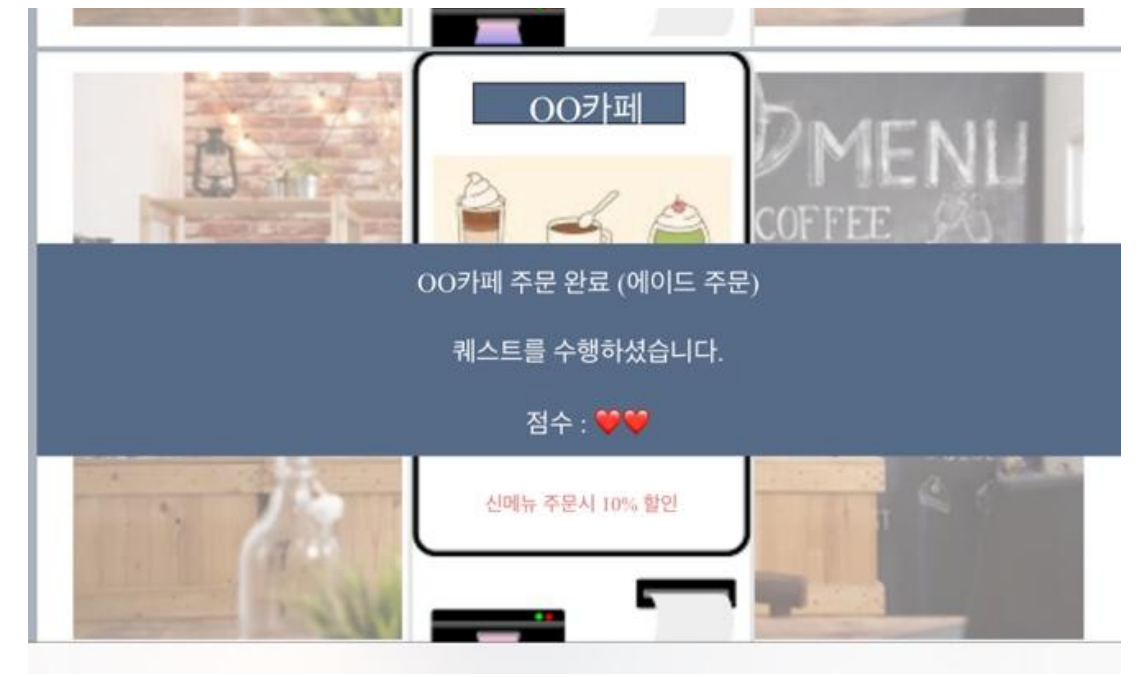 OO카페
MENU
COFFEE
OO카페 주문 완료 (에이드 주문)
퀘스트를 수행하셨습니다.
점수 : ❤️❤️
신메뉴 주문시 10% 할인